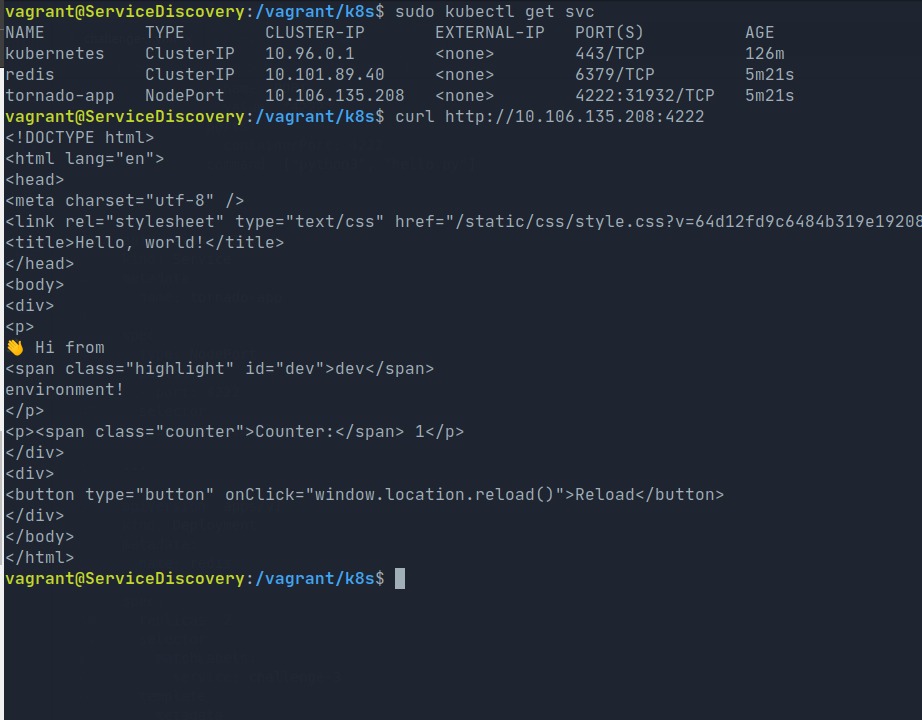 vagrant@ServiceDiscovery:/vagrant/k8s$ sudo kubectl get svc
NAME TYPE CLUSTER-IP EXTERNAL-IP PORT(S) AGE
kubernetes ClusterIP 10.96.0.1 <none> 443/TCP 126m
redis ClusterIP 10.101.89.40 <none> 6379/TCP 5m21s
tornado-app NodePort 10.106.135.208 <none> 4222:31932/TCP 5m21s
vagrant@ServiceDiscovery:/vagrant/k8s$ curl http://10.106.135.208:4222
<!DOCTYPE html>
<html lang="en">
<head>
<meta charset="utf-8" />
<link rel="stylesheet" type="text/css" href="/static/css/style.css?v=64d12fd9c6484b319e19208
<title>Hello, world!</title>
</head>
<body>
<div>
<p>
👋 Hi from
<span class="highlight" id="dev">dev</span>
environment!
</p>
<p><span class="counter">Counter:</span> 1</p>
</div>
<div>
<button type="button" onClick="window.location.reload()">Reload</button>
</div>
</body>
</html>
vagrant@ServiceDiscovery:/vagrant/k8s$